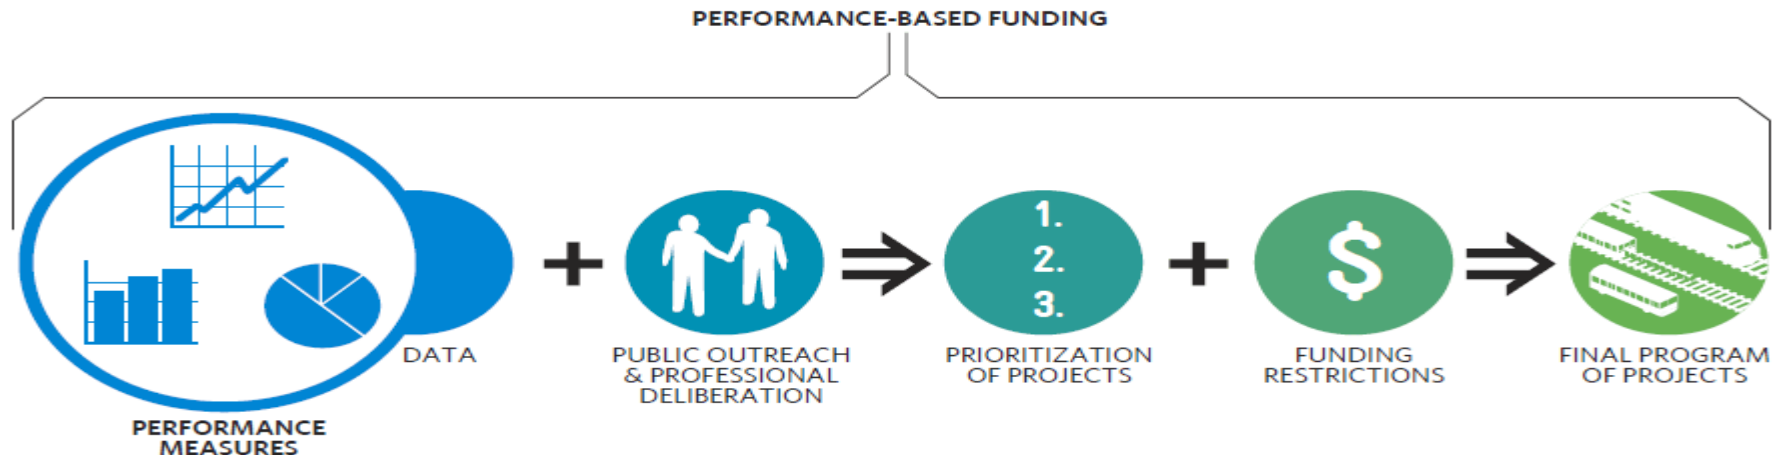 PERFORMANCE-BASED FUNDING
PERFORMANCE
MEASURES
DATA
+
PUBLIC OUTREACH
& PROFESSIONAL
DELIBERATION
1.
2.
3.
PRIORITIZATION
OF PROJECTS
+
$
FUNDING
RESTRICTIONS
FINAL PROGRAM
OF PROJECTS